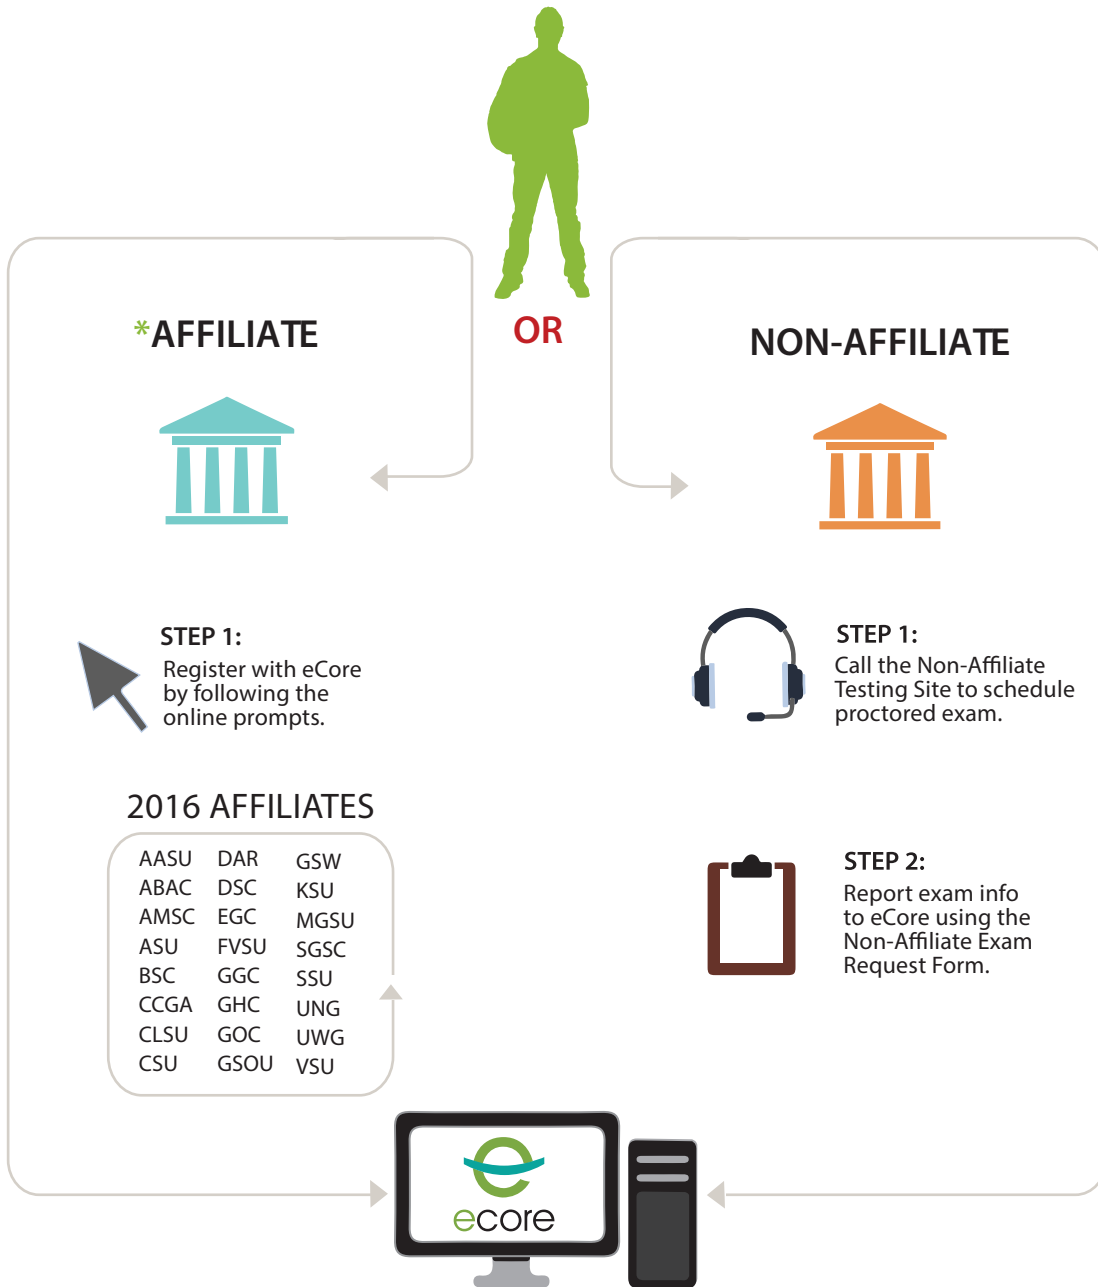 *AFFILIATE
OR
NON-AFFILIATE
STEP 1:
Register with eCore
by following the
online prompts.
STEP 1:
Call the Non-Affiliate
Testing Site to schedule
proctored exam.
2016 AFFILIATES
AASU DAR GSW
ABAC DSC KSU
AMSC EGC MGSU
ASU FVSU SGSC
BSC GGC SSU
CCGA GHC UNG
CLSU GOC UWG
CSU GSOU VSU
STEP 2:
Report exam info
to eCore using the
Non-Affiliate Exam
Request Form.
e
ecore